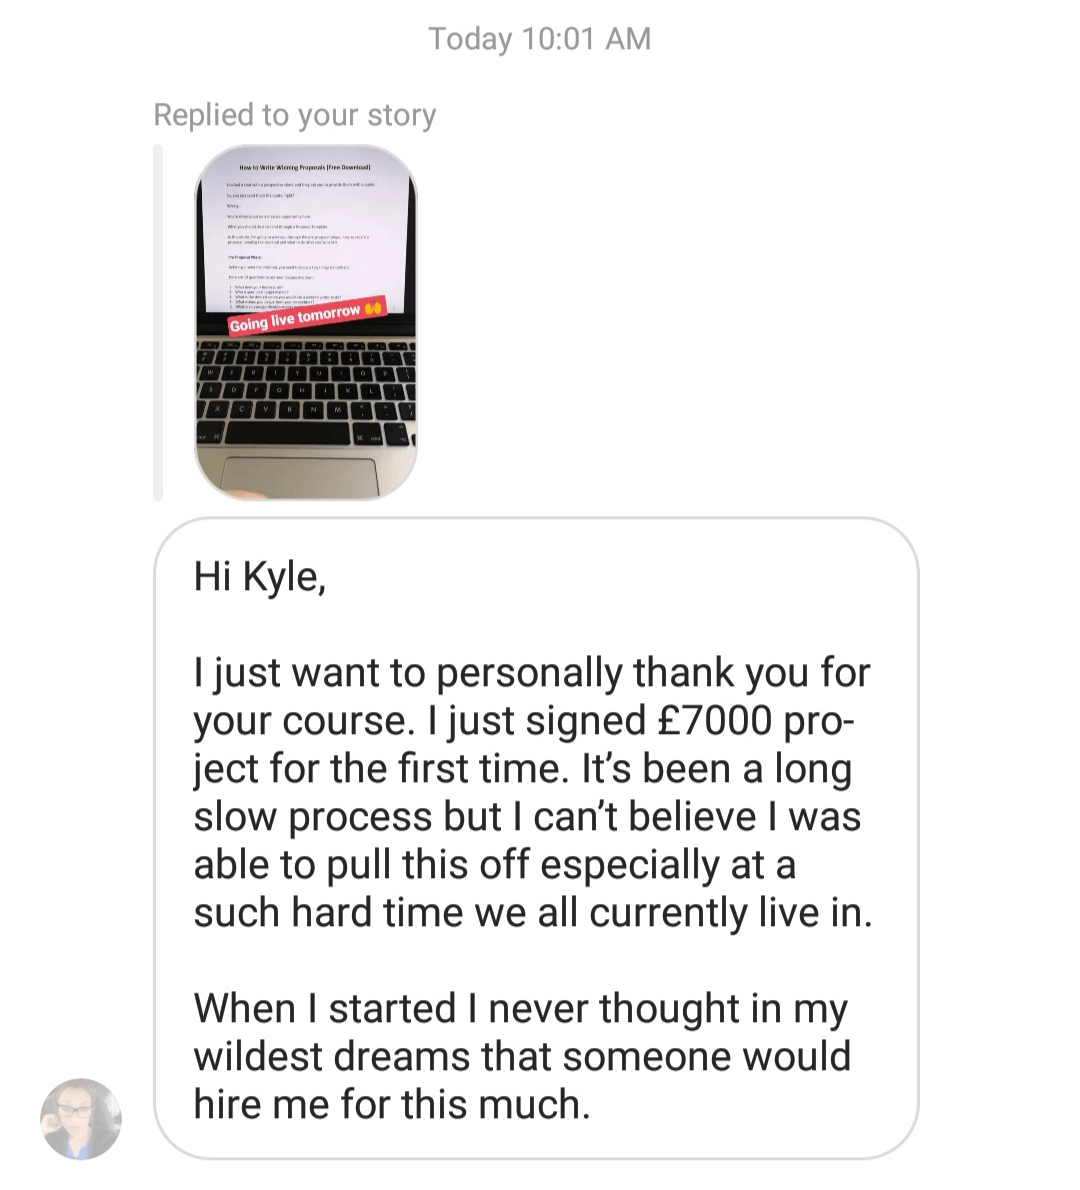 Today 10:01 AM
Replied to your story
How to Write Winning Proposals [Free Download]
Going live tomorrow 🙌
Hi Kyle,
I just want to personally thank you for
your course. I just signed £7000 pro-
ject for the first time. It’s been a long
slow process but I can’t believe I was
able to pull this off especially at a
such hard time we all currently live in.
When I started I never thought in my
wildest dreams that someone would
hire me for this much.